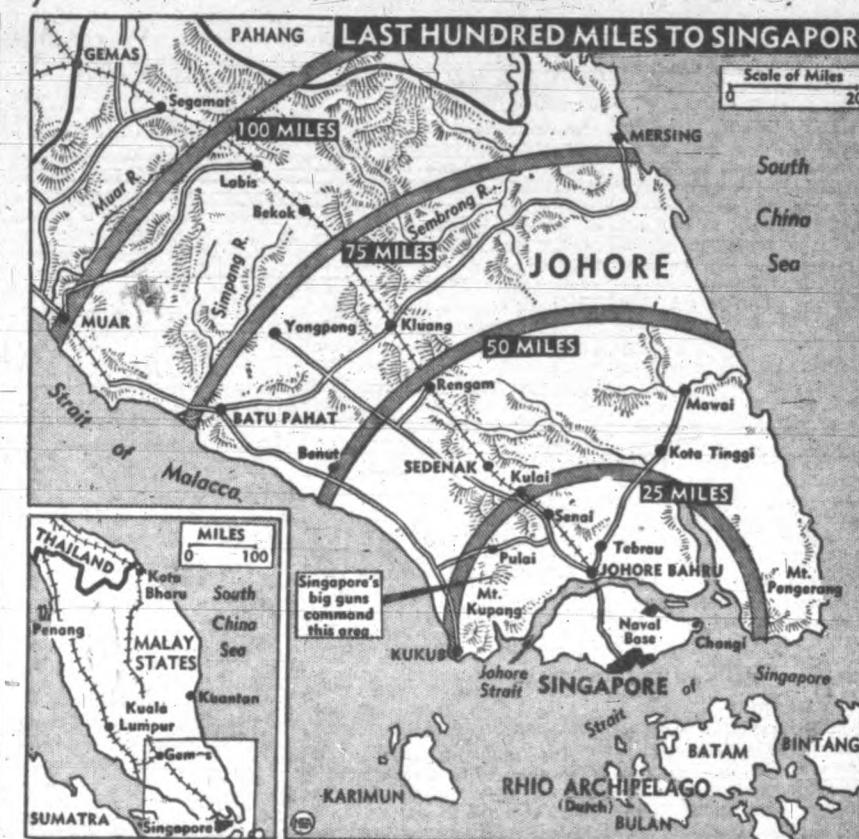 LAST HUNDRED MILES TO SINGAPOR
PAHANG
GEMAS
Scale of Miles
0 20
Segamat
100 MILES
MERSING
Labis
South
China
Sea
Muar R.
Bekok
Sembrong R.
75 MILES
JOHORE
Simpang R.
MUAR
Yongpeng
Kluang
50 MILES
Rengam
Mawai
BATU PAHAT
Strait
of
Malacca
Benut
SEDENAK
Kota Tinggi
Kulai
25 MILES
Senai
Pulai
Tebrau
JOHORE BAHRU
Mt.
Pengerang
Singapore's
big guns
command
this area
Mt.
Kupang
Naval
Base
Changi
KUKUB
Johore
Strait
SINGAPORE
Strait
of
Singapore
BATAM
BINTANG
KARIMUN
RHIO ARCHIPELAGO
(Dutch)
BULAN
THAILAND
MILES
0 100
Kota
Bharu
South
China
Sea
Penang
MALAY
STATES
Kuala
Lumpur
Kuantan
SUMATRA
Singapore